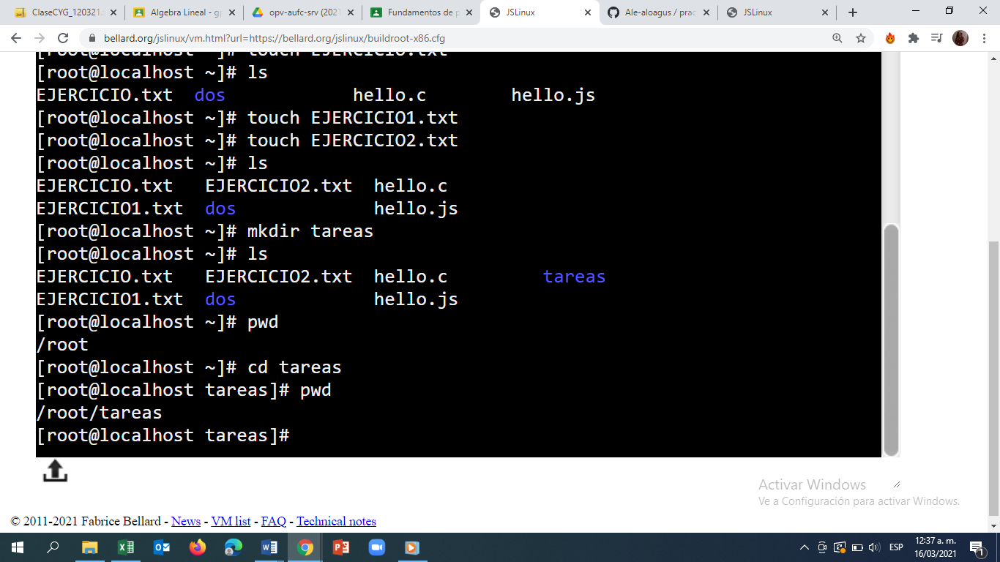 ClaseCYG_120321.
Algebra Lineal - gp
opv-aufc-srv (2021
Fundamentos de p
JSLinux
Ale-aloagus / prac
JSLinux
bellard.org/jslinux/vm.html?url=https://bellard.org/jslinux/buildroot-x86.cfg
[root@localhost ~]# touch EJERCICIO.txt
[root@localhost ~]# ls
EJERCICIO.txt  dos            hello.c        hello.js
[root@localhost ~]# touch EJERCICIO1.txt
[root@localhost ~]# touch EJERCICIO2.txt
[root@localhost ~]# ls
EJERCICIO.txt   EJERCICIO2.txt  hello.c
EJERCICIO1.txt  dos             hello.js
[root@localhost ~]# mkdir tareas
[root@localhost ~]# ls
EJERCICIO.txt   EJERCICIO2.txt  hello.c         tareas
EJERCICIO1.txt  dos             hello.js
[root@localhost ~]# pwd
/root
[root@localhost ~]# cd tareas
[root@localhost tareas]# pwd
/root/tareas
[root@localhost tareas]#
Activar Windows
Ve a Configuración para activar Windows.
© 2011-2021 Fabrice Bellard - News - VM list - FAQ - Technical notes
ESP
12:37 a. m.
16/03/2021
1